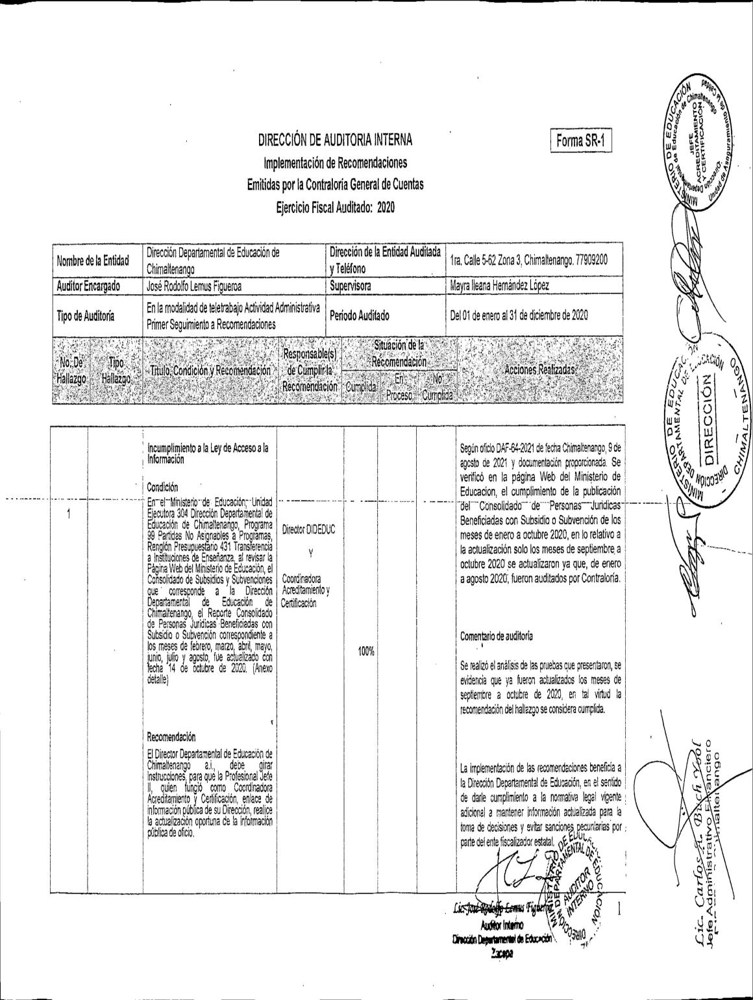 DIRECCIÓN DE AUDITORIA INTERNA
Forma SR-1
Implementación de Recomendaciones
Emitidas por la Contraloría General de Cuentas
Ejercicio Fiscal Auditado: 2020
Nombre de la Entidad
Dirección Departamental de Educación de
Chimaltenango
Dirección de la Entidad Auditada
y Teléfono
1ra. Calle 5-62 Zona 3, Chimaltenango. 77909200
Auditor Encargado
José Rodolfo Lemus Figueroa
Supervisora
Mayra Ileana Hernández López
Tipo de Auditoría
En la modalidad de teletrabajo Actividad Administrativa
Primer Seguimiento a Recomendaciones
Periodo Auditado
Del 01 de enero al 31 de diciembre de 2020
No. De
Hallazgo
Tipo
Hallazgo
Titulo, Condición y Recomendación
Responsable(s)
de Cumplir la
Recomendación
Situación de la
Recomendación
Cumplida
En
Proceso
No
Cumplida
Acciones Realizadas
1
Incumplimiento a la Ley de Acceso a la
Información
Condición
En el Ministerio de Educación, Unidad
Ejecutora 304 Dirección Departamental de
Educación de Chimaltenango, Programa
99 Partidas No Asignables a Programas,
Renglón Presupuestario 431 Transferencia
a Instituciones de Enseñanza, al revisar la
Página Web del Ministerio de Educación, el
Consolidado de Subsidios y Subvenciones
que corresponde a la Dirección
Departamental de Educación de
Chimaltenango, el Reporte Consolidado
de Personas Juridicas Beneficiadas con
Subsidio o Subvención correspondiente a
los meses de febrero, marzo, abril, mayo,
junio, julio y agosto, fue actualizado con
fecha 14 de octubre de 2020. (Anexo
detalle)
Recomendación
El Director Departamental de Educación de
Chimaltenango a.i., debe girar
instrucciones, para que la Profesional Jefe
II, quien fungió como Coordinadora
Acreditamiento y Certificación, enlace de
información pública de su Dirección, realice
la actualización oportuna de la información
pública de oficio.
Director DIDEDUC
Y
Coordinadora
Acreditamiento y
Certificación
100%
Según oficio DAF-64-2021 de fecha Chimaltenango, 9 de
agosto de 2021 y documentación proporcionada. Se
verificó en la página Web del Ministerio de
Educacion, el cumplimiento de la publicación
del Consolidado de Personas Juridicas
Beneficiadas con Subsidio o Subvención de los
meses de enero a octubre 2020, en lo relativo a
la actualización solo los meses de septiembre a
octubre 2020 se actualizaron ya que, de enero
a agosto 2020, fueron auditados por Contraloría.
Comentario de auditoría
Se realizó el análisis de las pruebas que presentaron, se
evidencia que ya fueron actualizados los meses de
septiembre a octubre de 2020, en tal virtud la
recomendación del hallazgo se considera cumplida.
La implementación de las recomendaciones beneficia a
la Dirección Departamental de Educación, en el sentido
de darle cumplimiento a la normativa legal vigente
adicional a mantener información actualizada para la
toma de decisiones y evitar sanciones pecuniarias por
parte del ente fiscalizador estatal.
Lic. José Rodolfo Lemus Figueroa
Auditor Interno
Dirección Departamental de Educación
Zacapa
1
MINISTERIO DE EDUCACIÓN
DIRECCIÓN DEPARTAMENTAL DE EDUCACIÓN
AUDITOR
INTERNO
MINISTERIO DE EDUCACIÓN
Dirección Departamental de Educación de Chimaltenango
JEFE
ACREDITAMIENTO
Y CERTIFICACIÓN
Unidad de Aseguramiento de la Calidad
MINISTERIO DE EDUCACIÓN
DIRECCIÓN DEPARTAMENTAL DE EDUCACIÓN
DIRECCIÓN
CHIMALTENANGO
Lic. Carlos A. Buch Yool
Jefe Administrativo Financiero